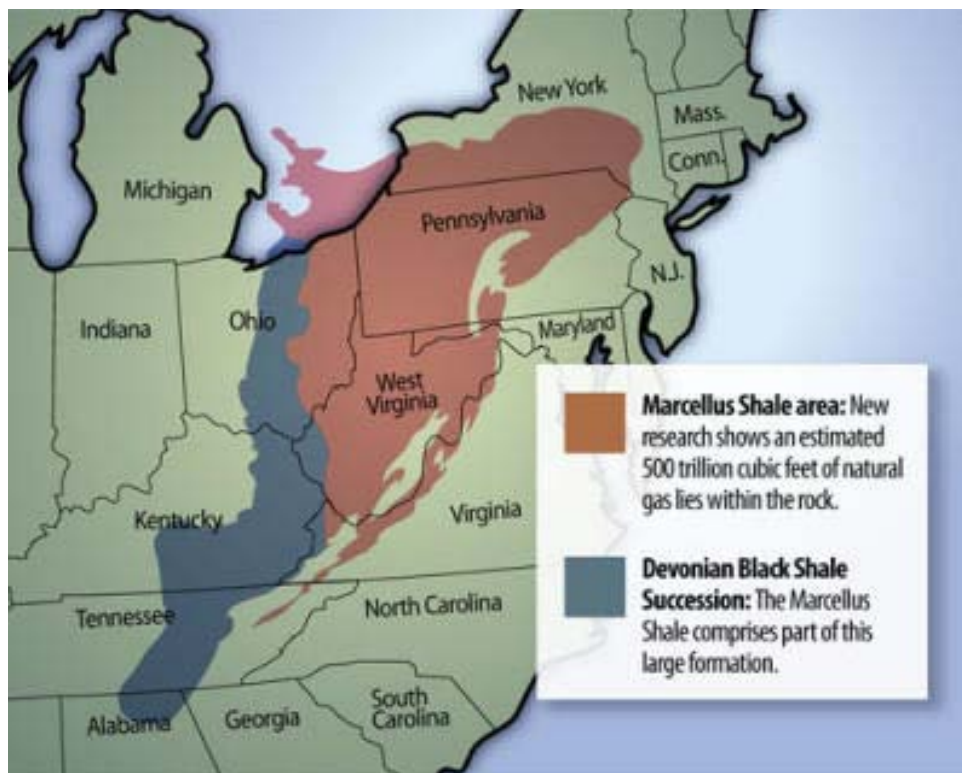 New York
Mass.
Conn.
Michigan
Pennsylvania
N.J.
Indiana
Ohio
Maryland
West
Virginia
Kentucky
Virginia
Tennessee
North Carolina
Alabama
Georgia
South
Carolina
Marcellus Shale area: New
research shows an estimated
500 trillion cubic feet of natural
gas lies within the rock.
Devonian Black Shale
Succession: The Marcellus
Shale comprises part of this
large formation.